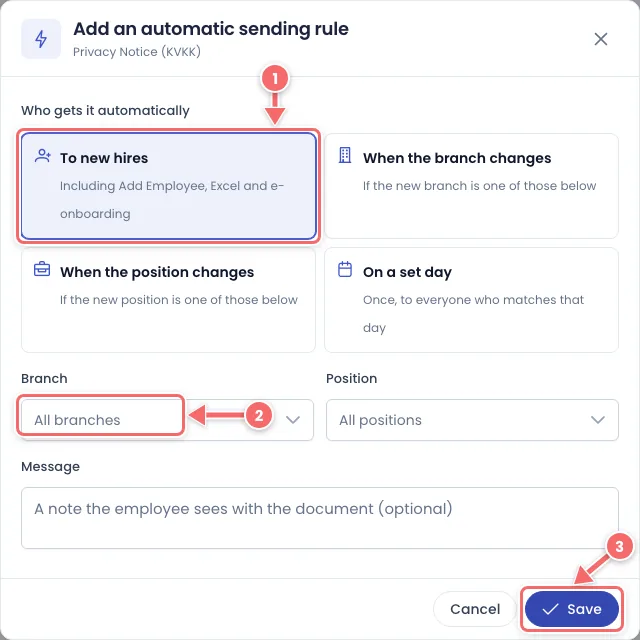 Add an automatic sending rule
Privacy Notice (KVKK)
1
Who gets it automatically
To new hires
Including Add Employee, Excel and e-
onboarding
When the branch changes
If the new branch is one of those below
When the position changes
If the new position is one of those below
On a set day
Once, to everyone who matches that
day
Branch
Position
All branches
2
All positions
Message
A note the employee sees with the document (optional)
3
Cancel
Save